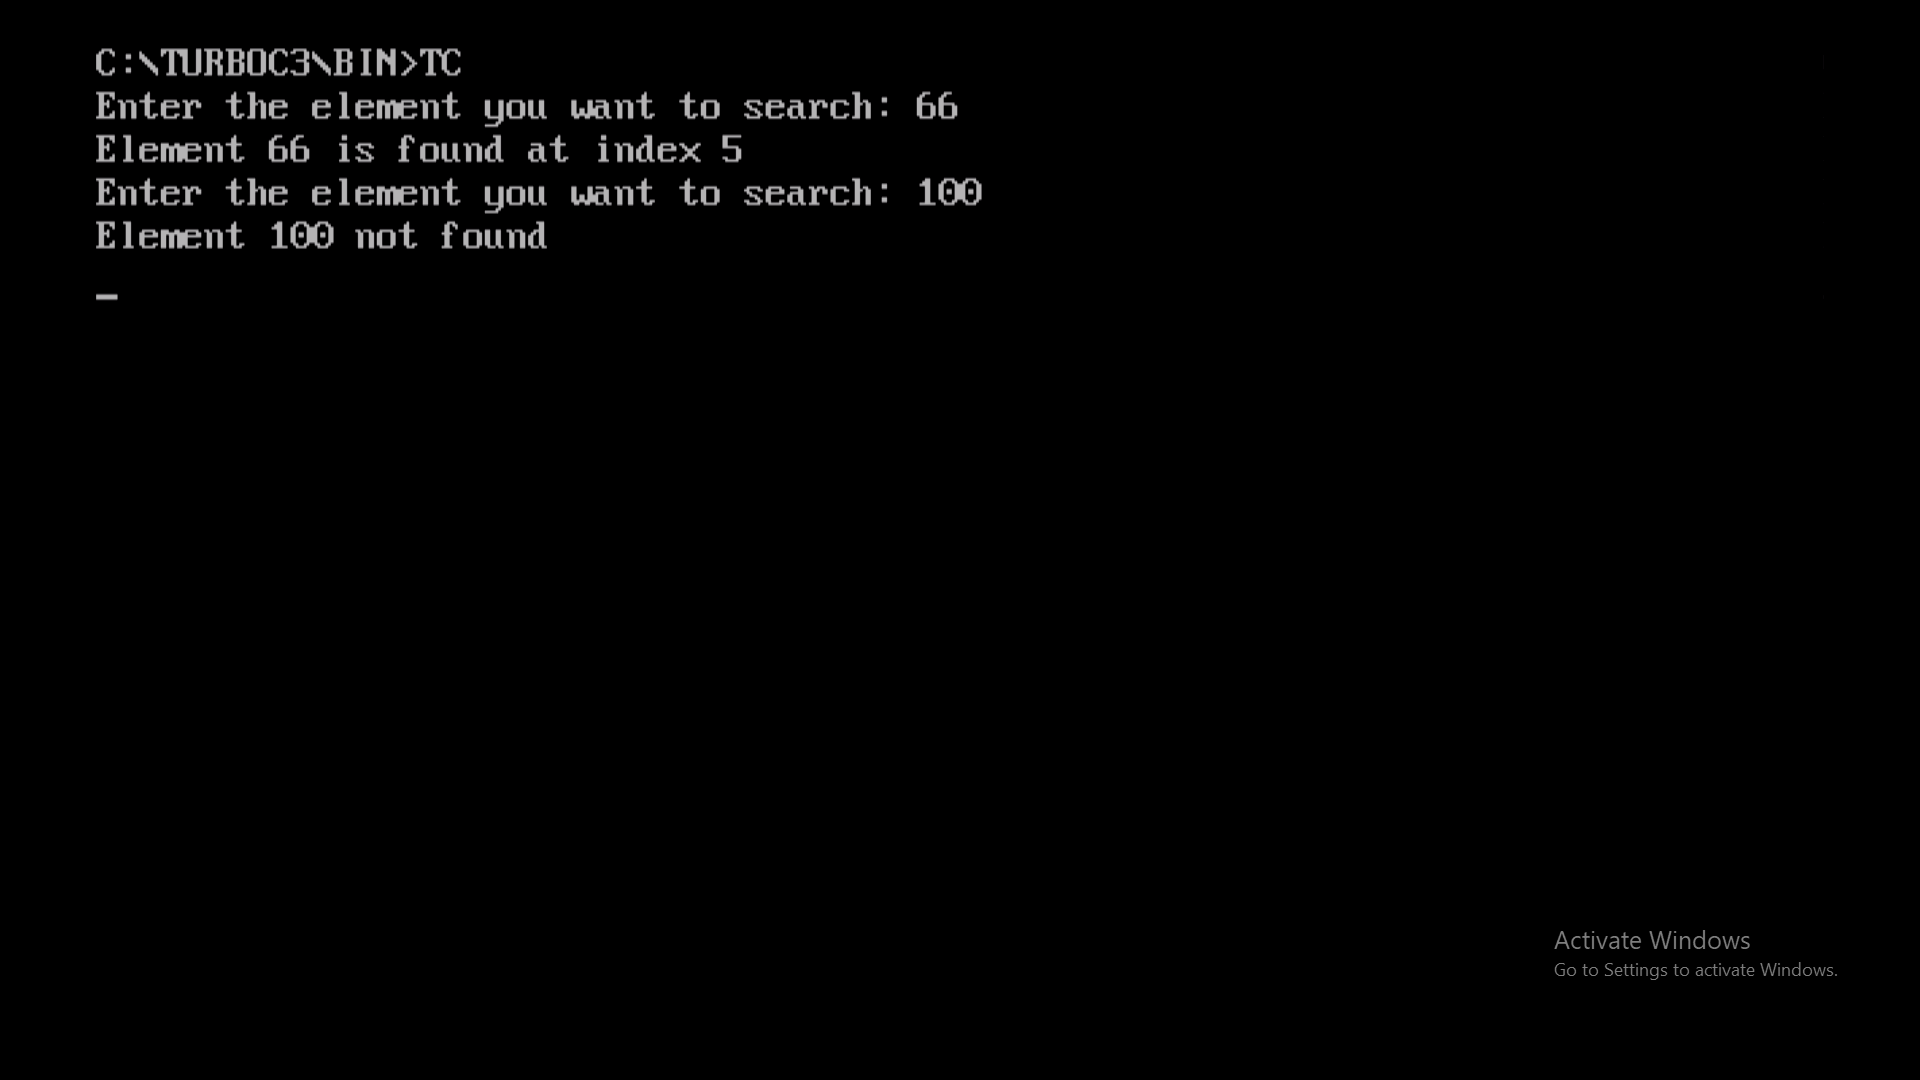 C:\TURBOC3\BIN>TC
Enter the element you want to search: 66
Element 66 is found at index 5
Enter the element you want to search: 100
Element 100 not found
_
Activate Windows
Go to Settings to activate Windows.